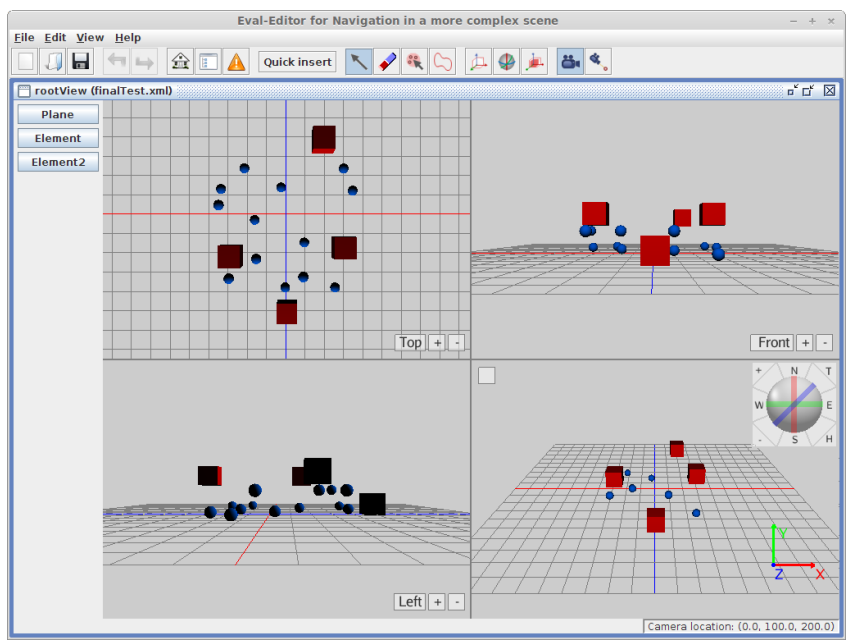 Eval-Editor for Navigation in a more complex scene
File Edit View Help
Quick insert
rootView (finalTest.xml)
Plane
Element
Element2
Top + -
Front + -
Left + -
+ N T
W E
- S H
Y
Z X
Camera location: (0.0, 100.0, 200.0)